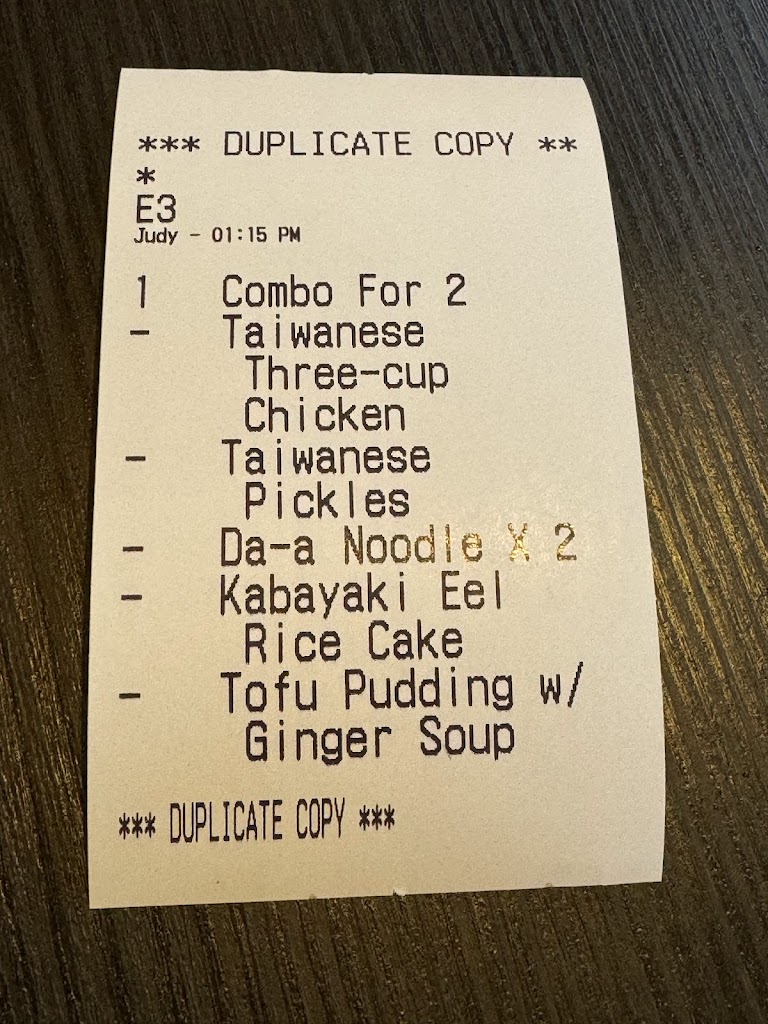 *** DUPLICATE COPY **
*
E3
Judy - 01:15 PM
1 Combo For 2
- Taiwanese
Three-cup
Chicken
- Taiwanese
Pickles
- Da-a Noodle X 2
- Kabayaki Eel
Rice Cake
- Tofu Pudding w/
Ginger Soup
*** DUPLICATE COPY ***